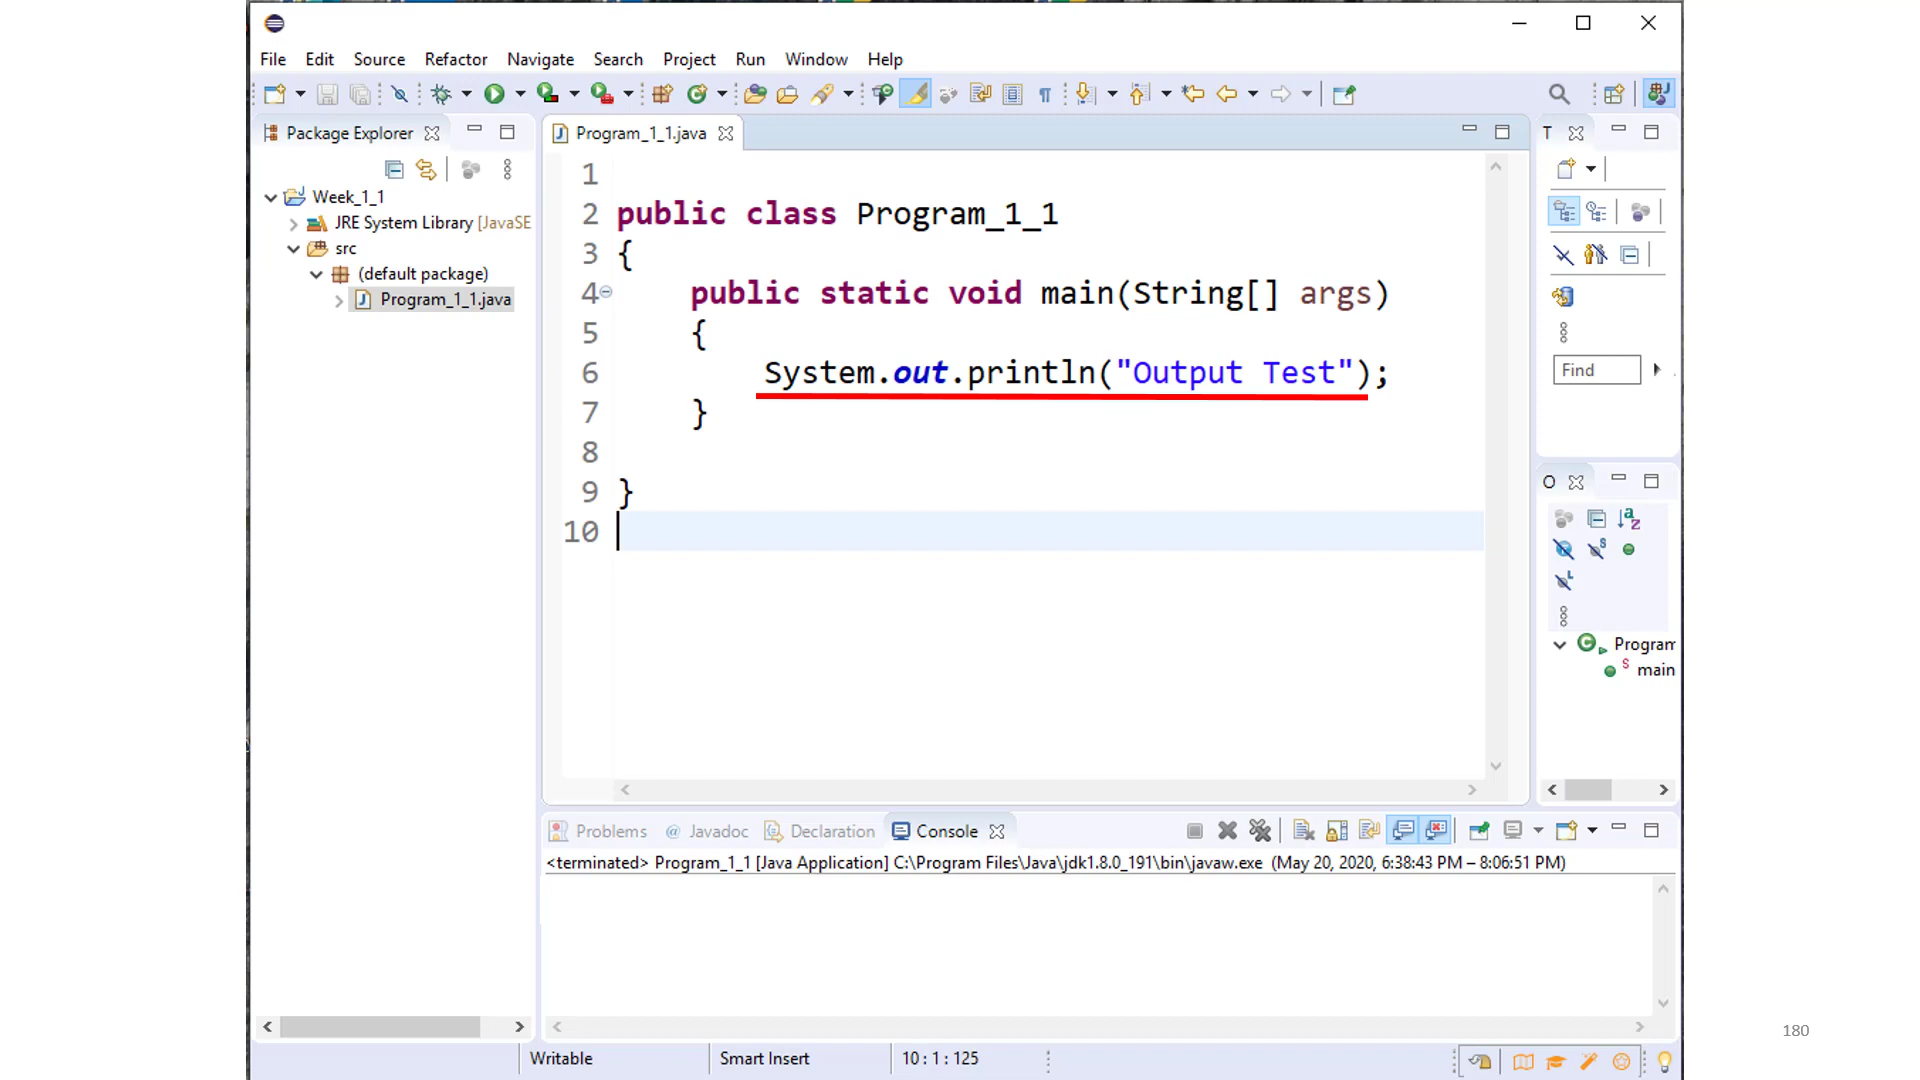 File Edit Source Refactor Navigate Search Project Run Window Help
Package Explorer
Week_1_1
JRE System Library [JavaSE
src
(default package)
Program_1_1.java
Program_1_1.java
1
2 public class Program_1_1
3 {
4 public static void main(String[] args)
5 {
6 System.out.println("Output Test");
7 }
8
9 }
10
T
Find
O
Program
main
Problems @ Javadoc Declaration Console
<terminated> Program_1_1 [Java Application] C:\Program Files\Java\jdk1.8.0_191\bin\javaw.exe (May 20, 2020, 6:38:43 PM – 8:06:51 PM)
Writable Smart Insert 10 : 1 : 125
180